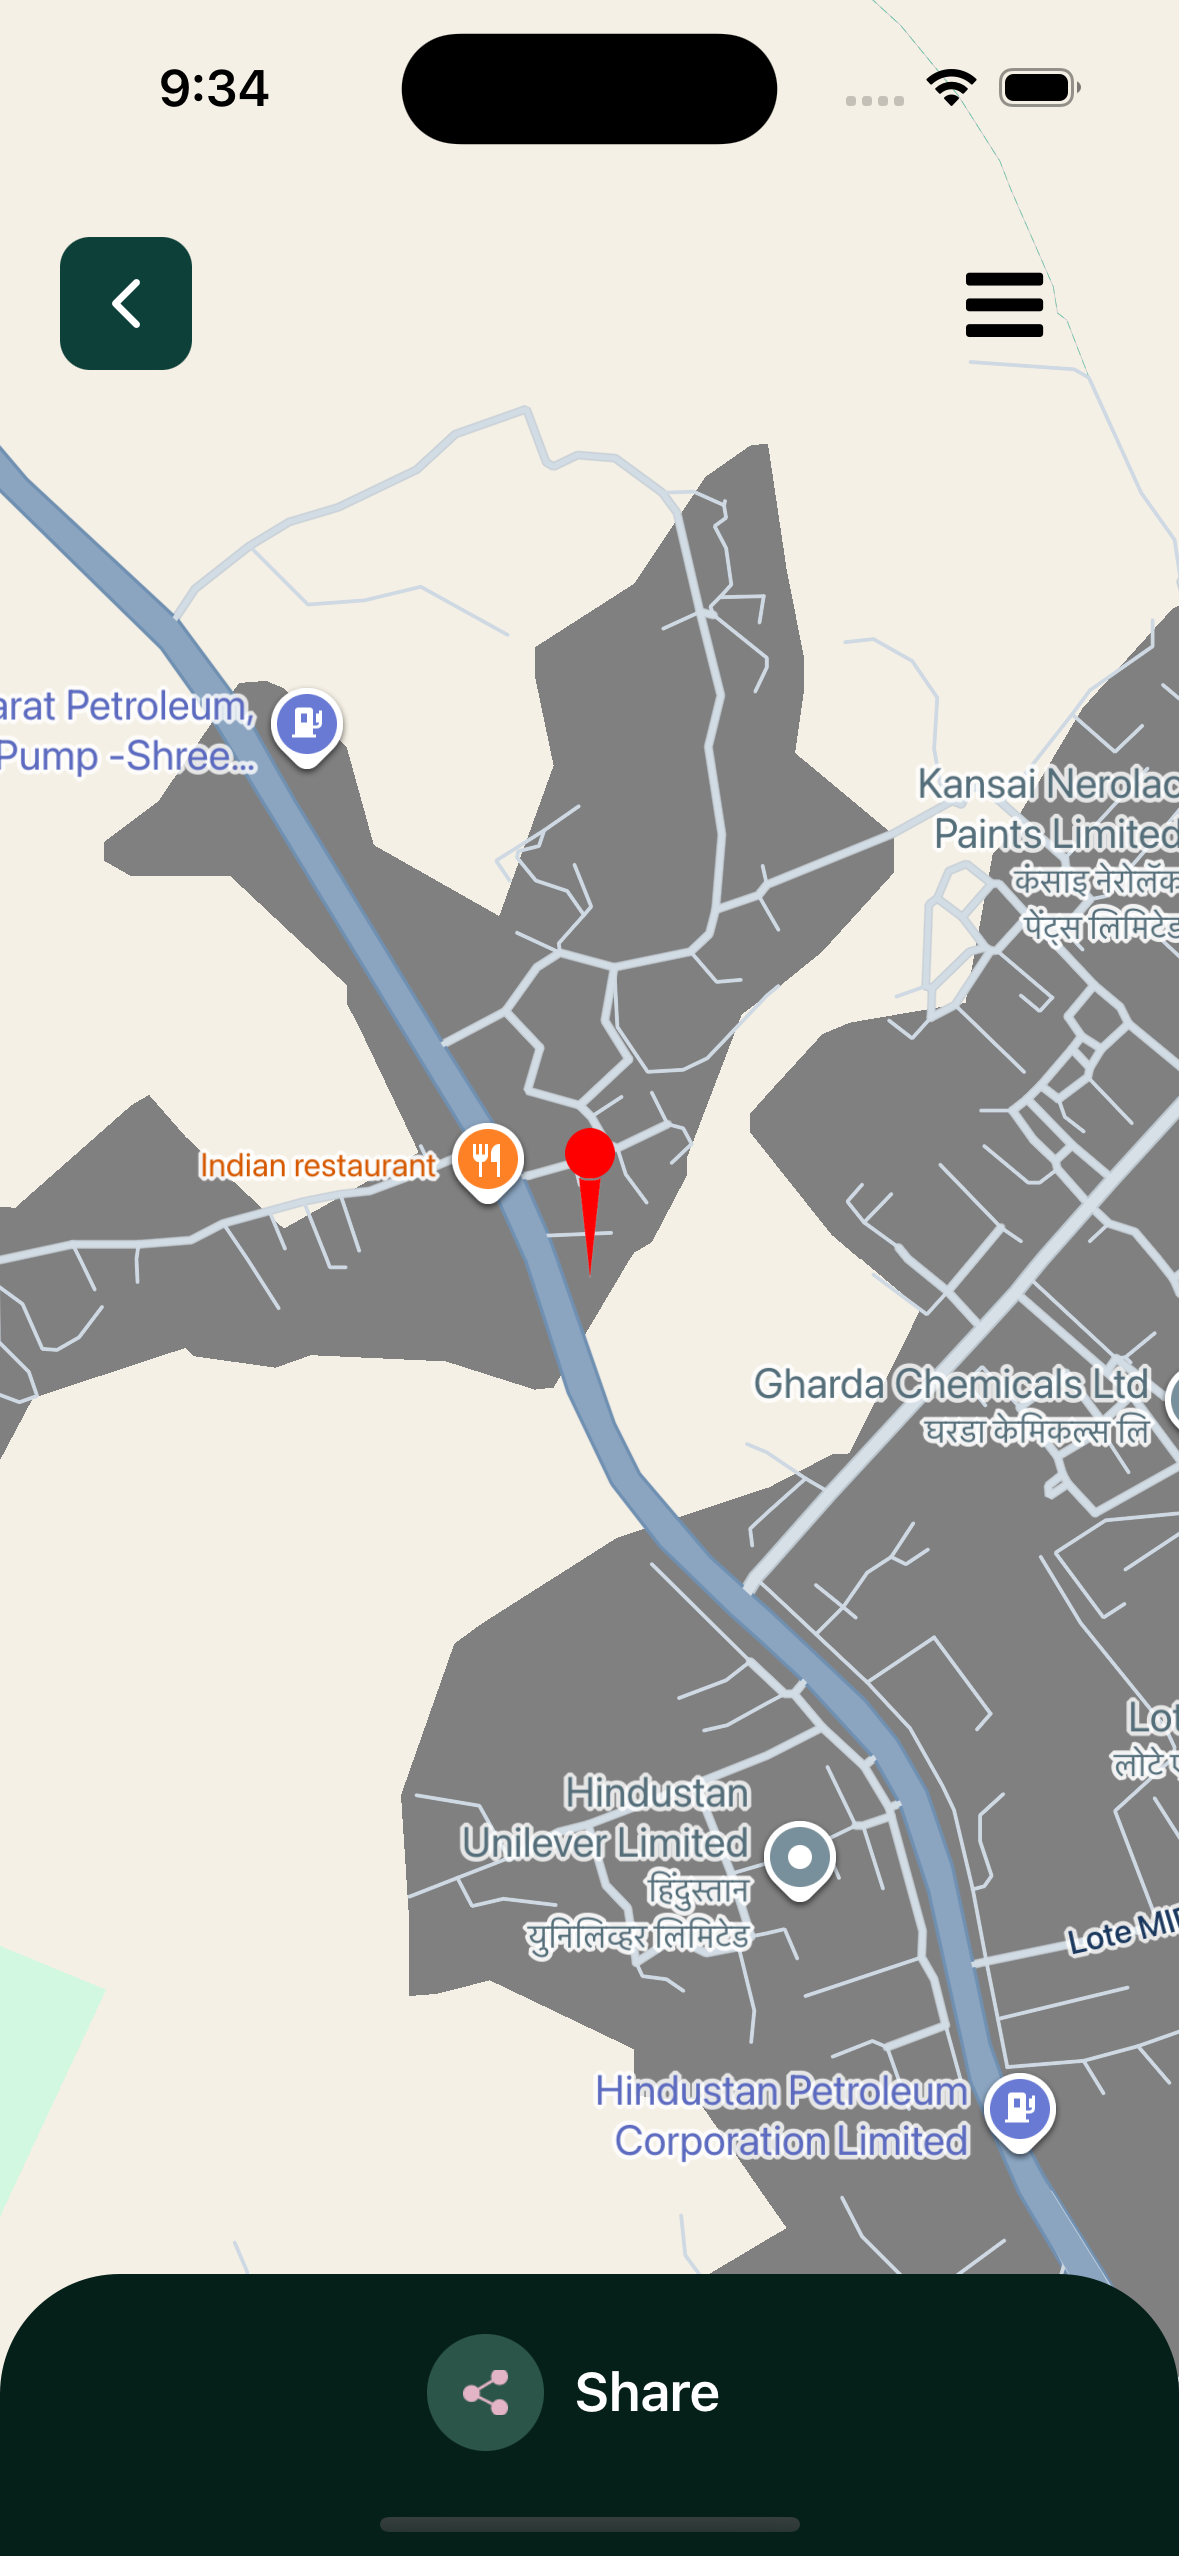 9:34
arat Petroleum,
Pump -Shree...
Kansai Nerolac
Paints Limited
कंसाइ नेरोलॅक
पेंट्स लिमिटेड
Indian restaurant
Gharda Chemicals Ltd
घरडा केमिकल्स लि
Lot
लोटे ए
Hindustan
Unilever Limited
हिंदुस्तान
युनिलिव्हर लिमिटेड
Lote MI
Hindustan Petroleum
Corporation Limited
Share